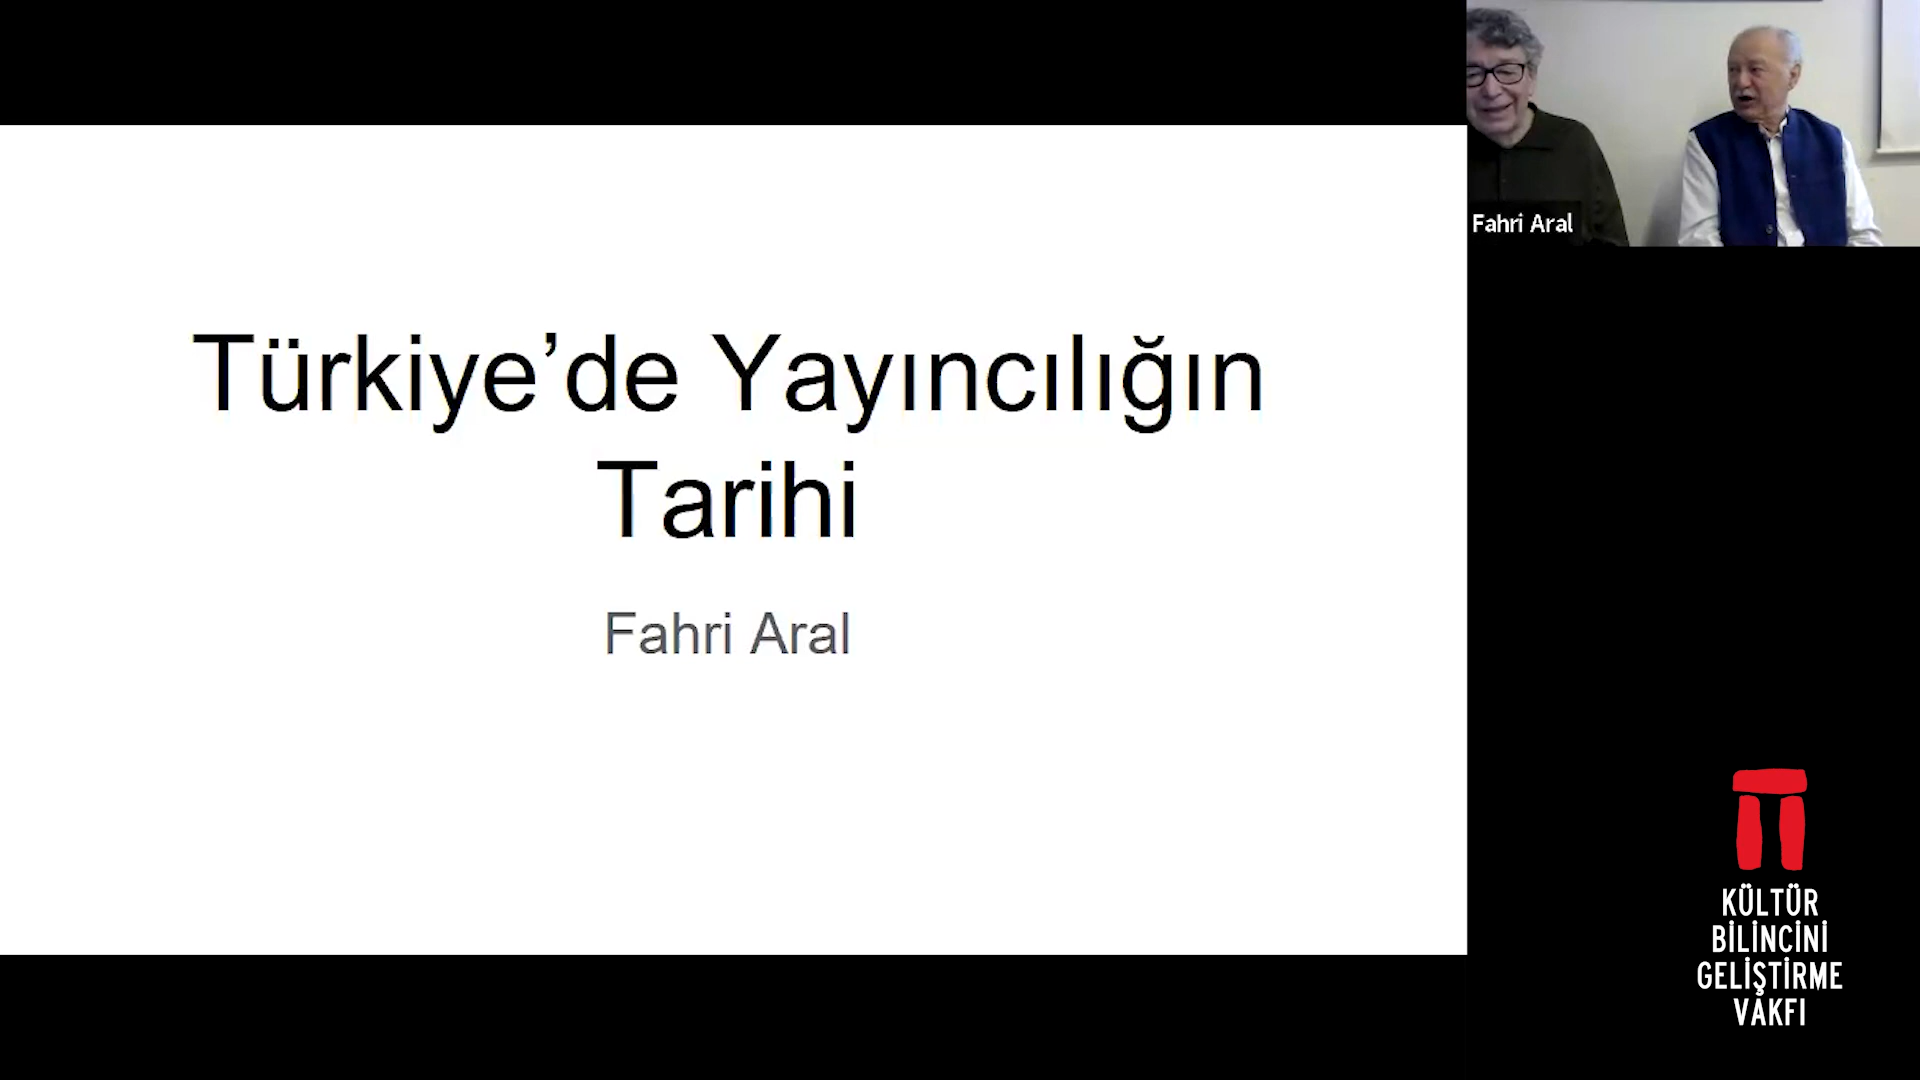 Türkiye’de Yayıncılığın
Tarihi
Fahri Aral
Fahri Aral
KÜLTÜR
BİLİNCİNİ
GELİŞTİRME
VAKFI